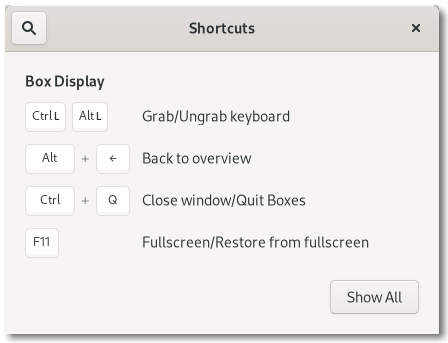 Shortcuts
Box Display
Ctrl L Alt L Grab/Ungrab keyboard
Alt + ← Back to overview
Ctrl + Q Close window/Quit Boxes
F11 Fullscreen/Restore from fullscreen
Show All